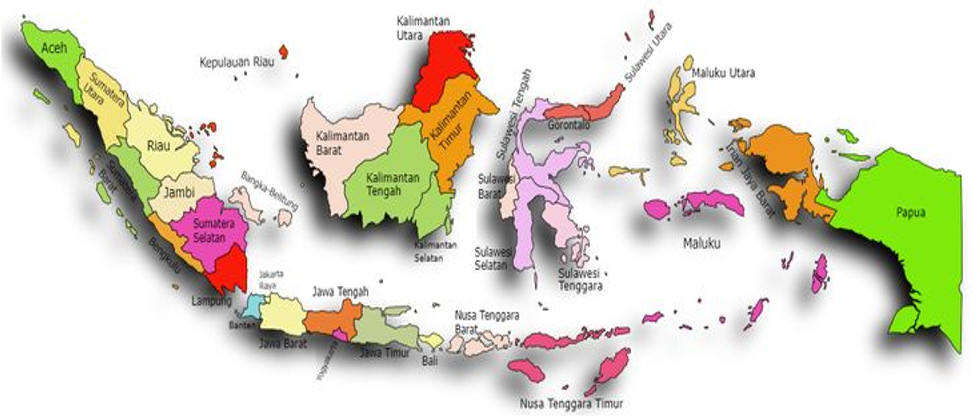 Aceh
Sumatera
Utara
Riau
Kepulauan Riau
Sumatera
Barat
Jambi
Bangka-Belitung
Sumatera
Selatan
Bengkulu
Lampung
Kalimantan
Utara
Kalimantan
Barat
Kalimantan
Tengah
Kalimantan
Timur
Kalimantan
Selatan
Sulawesi Tengah
Gorontalo
Sulawesi Utara
Sulawesi
Barat
Sulawesi
Selatan
Sulawesi
Tenggara
Maluku Utara
Maluku
Irian Jaya Barat
Papua
Jakarta
Raya
Banten
Jawa Barat
Jawa Tengah
Yogyakarta
Jawa Timur
Bali
Nusa Tenggara
Barat
Nusa Tenggara Timur